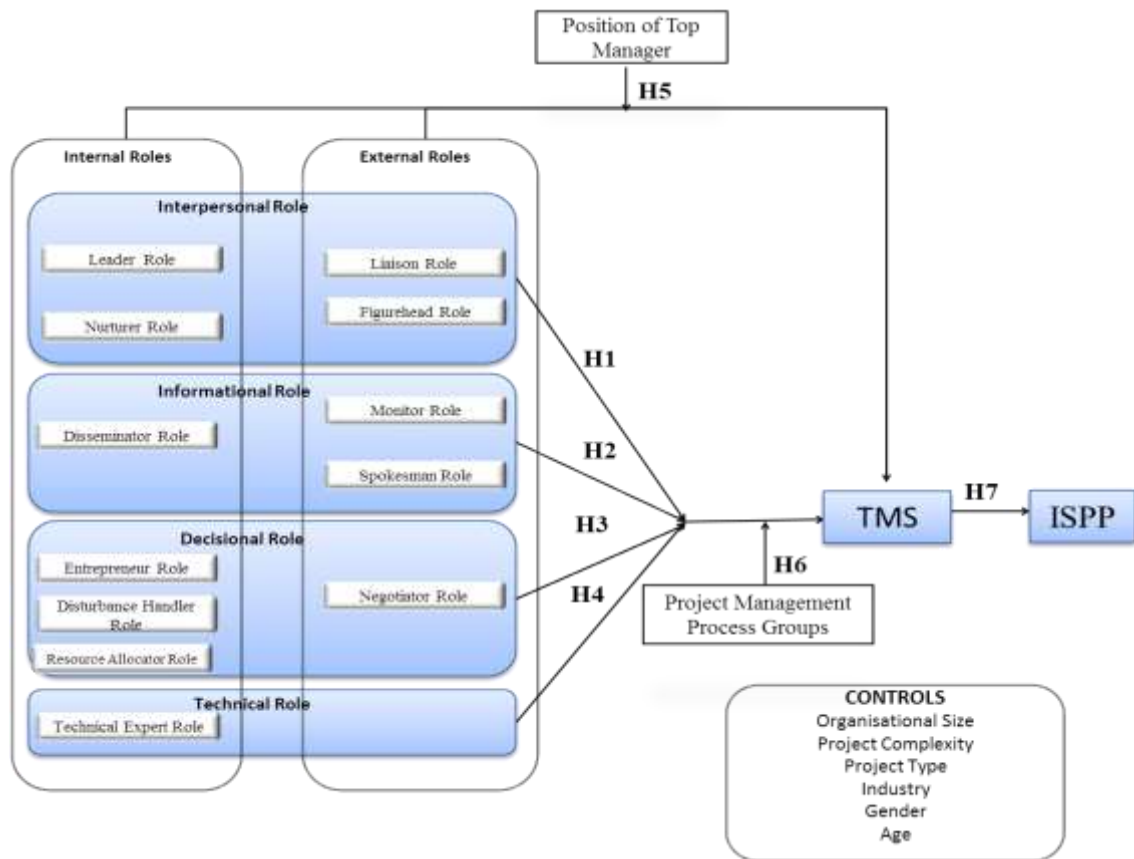 Position of Top
Manager
H5
Internal Roles
External Roles
Interpersonal Role
Leader Role
Liaison Role
Nurturer Role
Figurehead Role
H1
Informational Role
Monitor Role
Disseminator Role
H2
Spokesman Role
H7
TMS
ISPP
H3
Decisional Role
Entrepreneur Role
H6
Negotiator Role
H4
Disturbance Handler
Role
Project Management
Process Groups
Resource Allocator Role
Technical Role
Technical Expert Role
CONTROLS
Organisational Size
Project Complexity
Project Type
Industry
Gender
Age